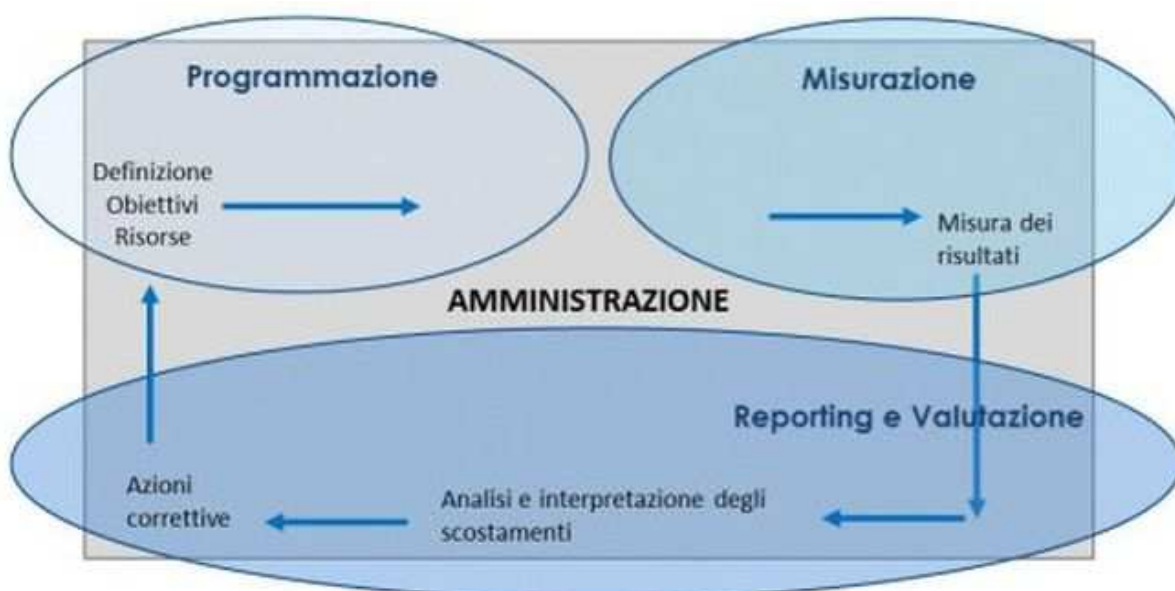 Programmazione
Misurazione
Definizione
Obiettivi
Risorse
Misura dei
risultati
AMMINISTRAZIONE
Reporting e Valutazione
Azioni
correttive
Analisi e interpretazione degli
scostamenti